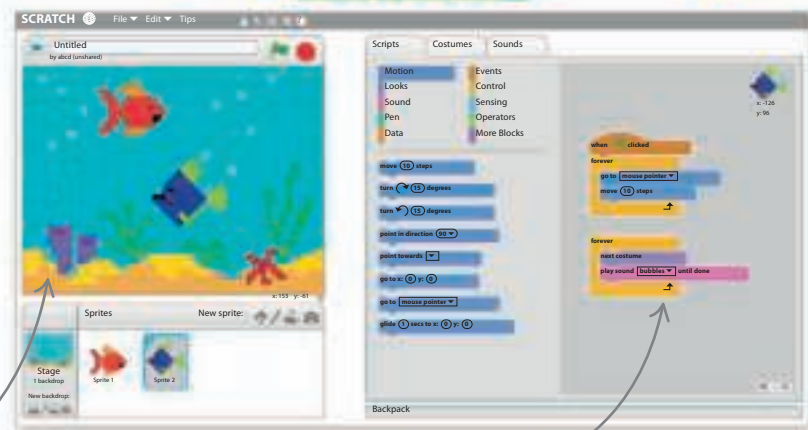 SCRATCH File Edit Tips
Untitled
by abcd (unshared)
x: 153 y: -61
Sprites New sprite:
Stage
1 backdrop
New backdrop:
Sprite 1
Sprite 2
Scripts Costumes Sounds
Motion Events
Looks Control
Sound Sensing
Pen Operators
Data More Blocks
move 10 steps
turn 15 degrees
turn 15 degrees
point in direction 90
point towards
go to x: 0 y: 0
go to mouse pointer
glide 1 secs to x: 0 y: 0
x: -126
y: 96
when clicked
forever
go to mouse pointer
move 10 steps
forever
next costume
play sound bubbles until done
Backpack